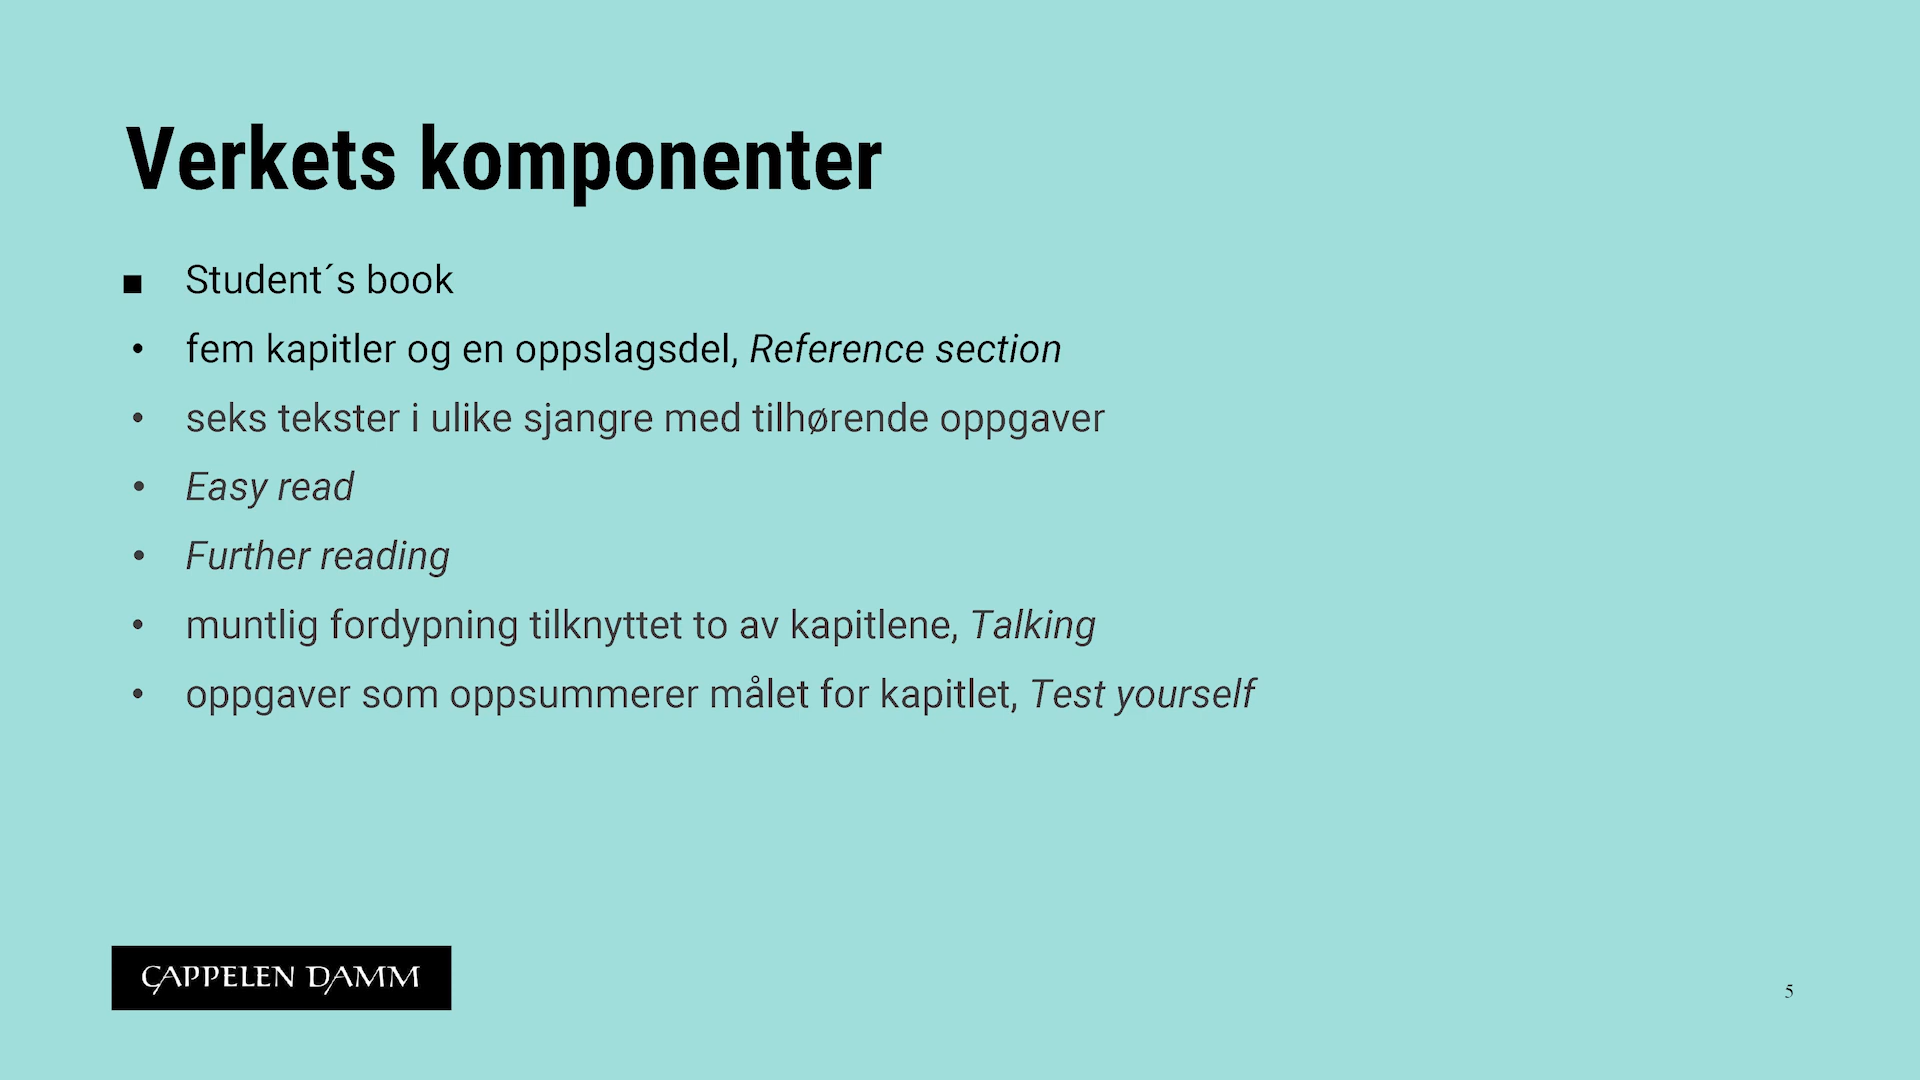 Verkets komponenter
▪ Student´s book
• fem kapitler og en oppslagsdel, Reference section
• seks tekster i ulike sjangre med tilhørende oppgaver
• Easy read
• Further reading
• muntlig fordypning tilknyttet to av kapitlene, Talking
• oppgaver som oppsummerer målet for kapitlet, Test yourself
CAPPELEN DAMM
5